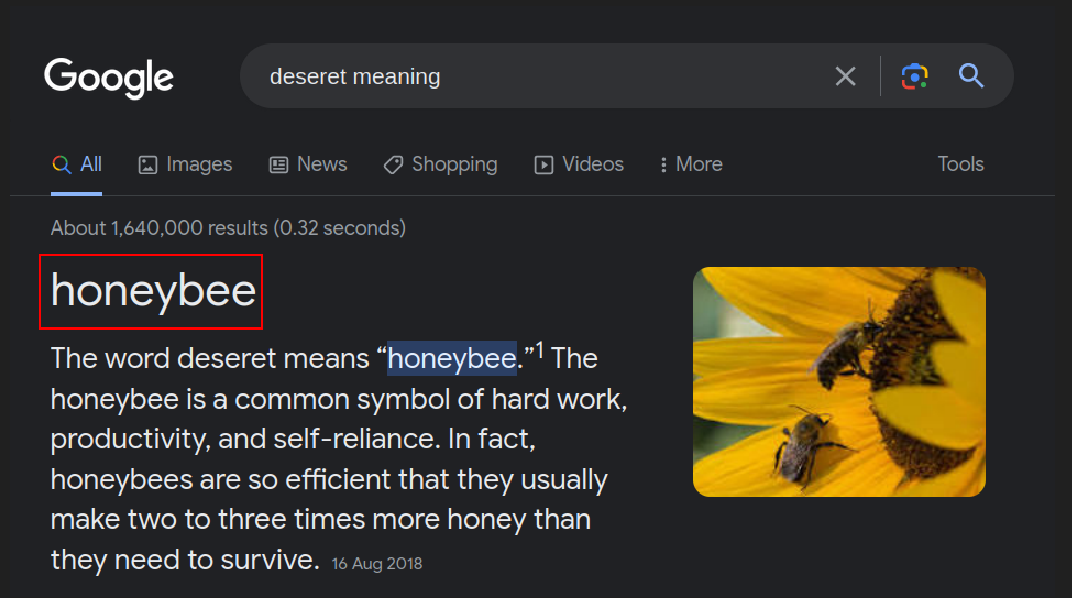 Google
deseret meaning
All Images News Shopping Videos More Tools
About 1,640,000 results (0.32 seconds)
honeybee
The word deseret means “honeybee.”1 The
honeybee is a common symbol of hard work,
productivity, and self-reliance. In fact,
honeybees are so efficient that they usually
make two to three times more honey than
they need to survive. 16 Aug 2018